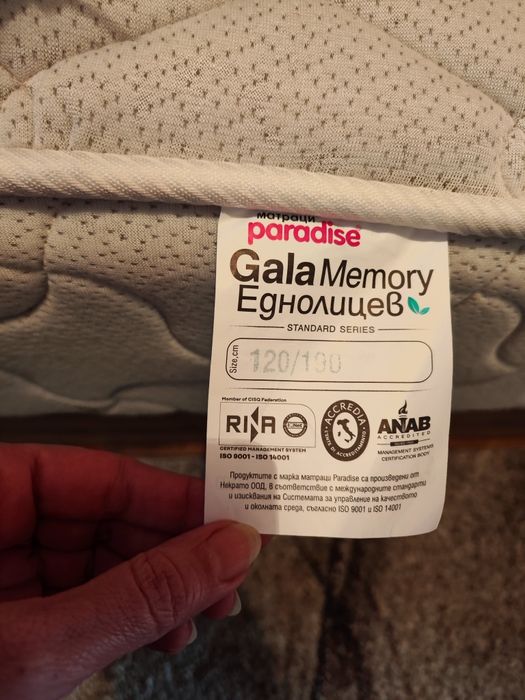 матраци
paradise
Gala Memory
Еднолицев
STANDARD SERIES
Size,cm 120/190
Member of CISQ Federation
RINA
CERTIFIED MANAGEMENT SYSTEM
ISO 9001 - ISO 14001
ACCREDIA
ANAB
ACCREDITED
MANAGEMENT SYSTEMS
CERTIFICATION BODY
Продуктите с марка матраци Paradise са произведени от
Некрато ООД, в съответствие с международните стандарти
и изисквания на Системата за управление на качеството
и околната среда, съгласно ISO 9001 и ISO 14001